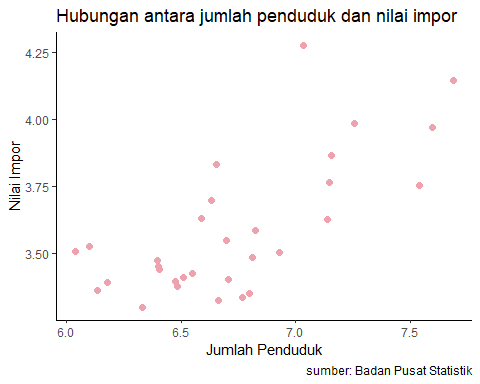 Hubungan antara jumlah penduduk dan nilai impor
4.25
4.00
3.75
3.50
Nilai Impor
6.0 6.5 7.0 7.5
Jumlah Penduduk
sumber: Badan Pusat Statistik